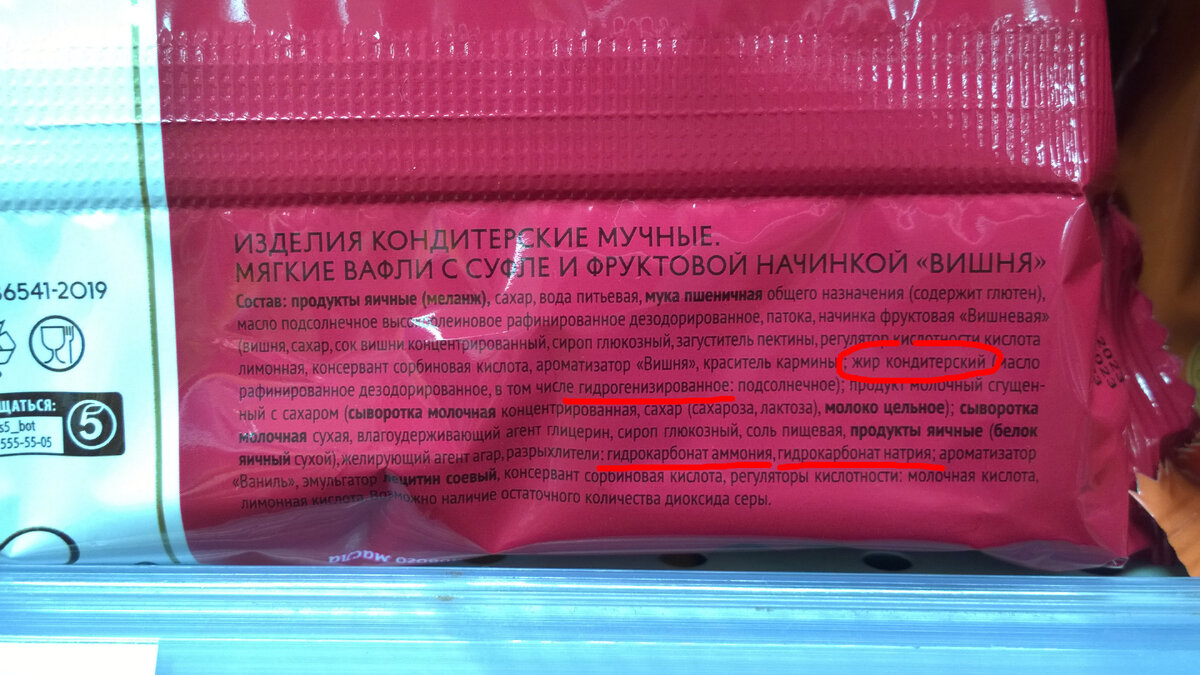 ИЗДЕЛИЯ КОНДИТЕРСКИЕ МУЧНЫЕ.
МЯГКИЕ ВАФЛИ С СУФЛЕ И ФРУКТОВОЙ НАЧИНКОЙ «ВИШНЯ»
Состав: продукты яичные (меланж), сахар, вода питьевая, мука пшеничная общего назначения (содержит глютен),
масло подсолнечное высокоолеиновое рафинированное дезодорированное, патока, начинка фруктовая «Вишневая»
(вишня, сахар, сок вишни концентрированный, сироп глюкозный, загуститель пектины, регулятор кислотности кислота
лимонная, консервант сорбиновая кислота, ароматизатор «Вишня», краситель кармины; жир кондитерский (масло
рафинированное дезодорированное, в том числе гидрогенизированное: подсолнечное); продукт молочный сгущен-
ный с сахаром (сыворотка молочная концентрированная, сахар (сахароза, лактоза), молоко цельное); сыворотка
молочная сухая, влагоудерживающий агент глицерин, сироп глюкозный, соль пищевая, продукты яичные (белок
яичный сухой), желирующий агент агар, разрыхлители: гидрокарбонат аммония, гидрокарбонат натрия; ароматизатор
«Ваниль», эмульгатор лецитин соевый, консервант сорбиновая кислота, регуляторы кислотности: молочная кислота,
лимонная кислота. Возможно наличие остаточного количества диоксида серы.
36541-2019
ЩАТЬСЯ:
s5_bot
555-55-05
5
масла